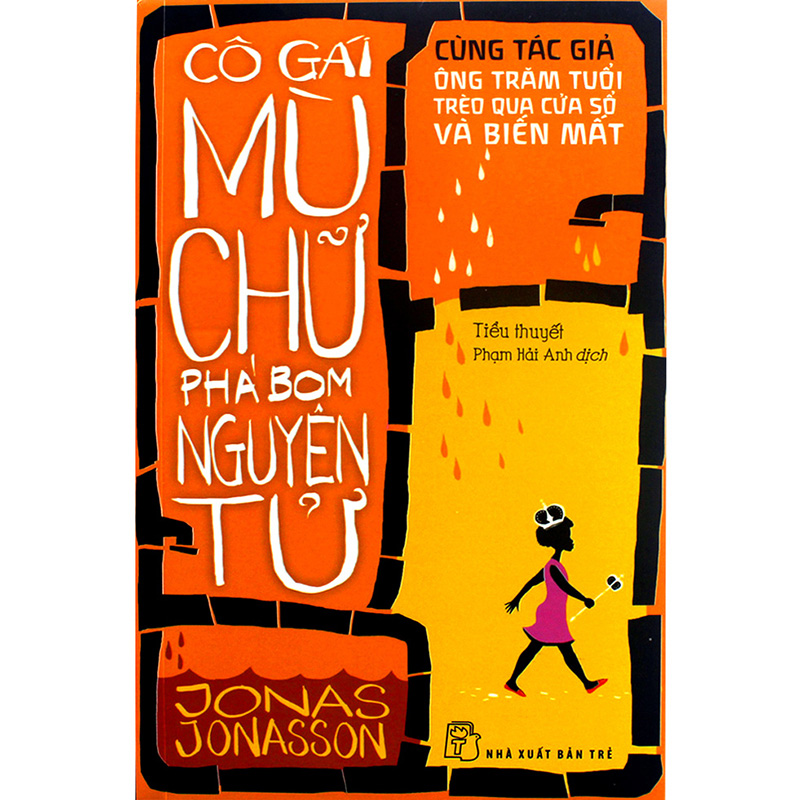 CÔ GÁI
MÙ
CHỮ
PHÁ BOM
NGUYÊN
TỬ
CÙNG TÁC GIẢ
ÔNG TRĂM TUỔI
TRÈO QUA CỬA SỔ
VÀ BIẾN MẤT
Tiểu thuyết
Phạm Hải Anh dịch
JONAS
JONASSON
T
NHÀ XUẤT BẢN TRẺ